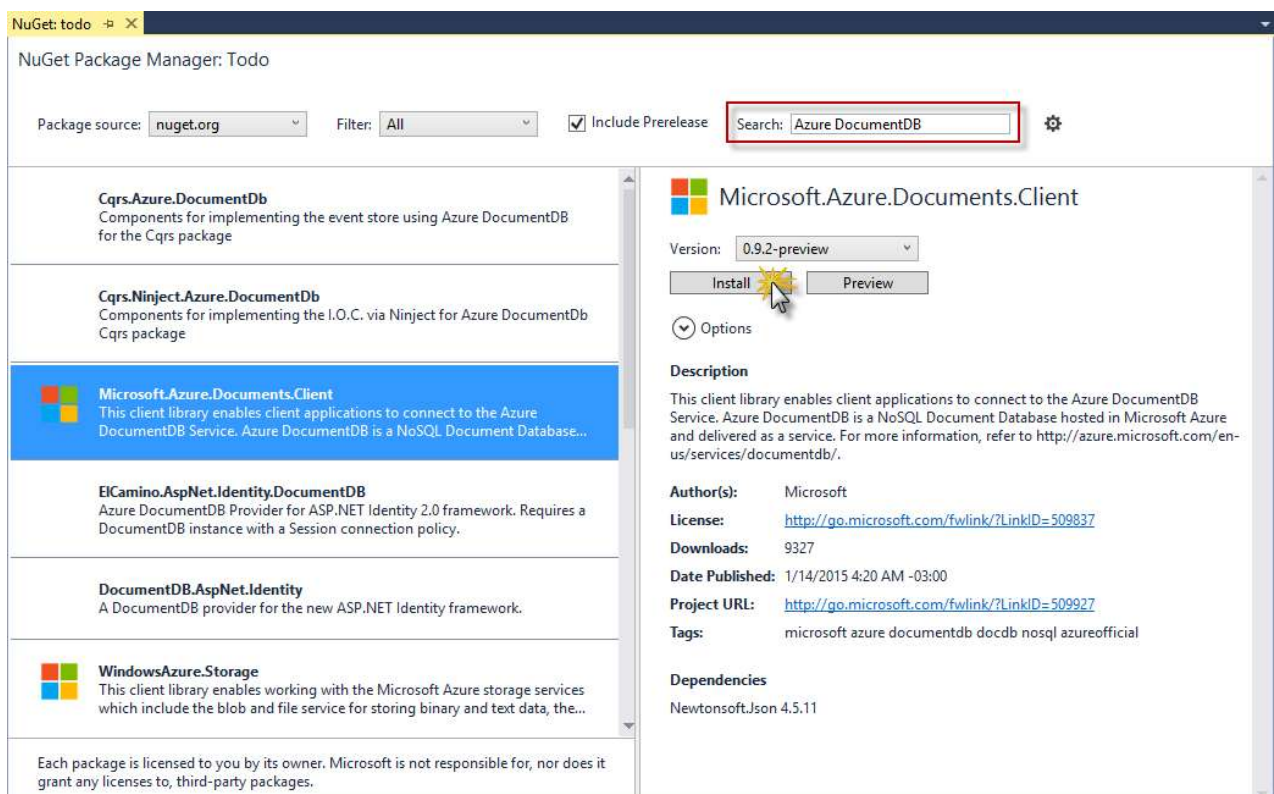 NuGet: todo
NuGet Package Manager: Todo
Package source: nuget.org Filter: All Include Prerelease Search: Azure DocumentDB
Cqrs.Azure.DocumentDb
Components for implementing the event store using Azure DocumentDB
for the Cqrs package
Cqrs.Ninject.Azure.DocumentDb
Components for implementing the I.O.C. via Ninject for Azure DocumentDb
Cqrs package
Microsoft.Azure.Documents.Client
This client library enables client applications to connect to the Azure
DocumentDB Service. Azure DocumentDB is a NoSQL Document Database...
ElCamino.AspNet.Identity.DocumentDB
Azure DocumentDB Provider for ASP.NET Identity 2.0 framework. Requires a
DocumentDB instance with a Session connection policy.
DocumentDB.AspNet.Identity
A DocumentDB provider for the new ASP.NET Identity framework.
WindowsAzure.Storage
This client library enables working with the Microsoft Azure storage services
which include the blob and file service for storing binary and text data, the...
Each package is licensed to you by its owner. Microsoft is not responsible for, nor does it
grant any licenses to, third-party packages.
Microsoft.Azure.Documents.Client
Version: 0.9.2-preview
Install Preview
Options
Description
This client library enables client applications to connect to the Azure DocumentDB
Service. Azure DocumentDB is a NoSQL Document Database hosted in Microsoft Azure
and delivered as a service. For more information, refer to http://azure.microsoft.com/en-
us/services/documentdb/.
Author(s): Microsoft
License: http://go.microsoft.com/fwlink/?LinkID=509837
Downloads: 9327
Date Published: 1/14/2015 4:20 AM -03:00
Project URL: http://go.microsoft.com/fwlink/?LinkID=509927
Tags: microsoft azure documentdb docdb nosql azureofficial
Dependencies
Newtonsoft.Json 4.5.11